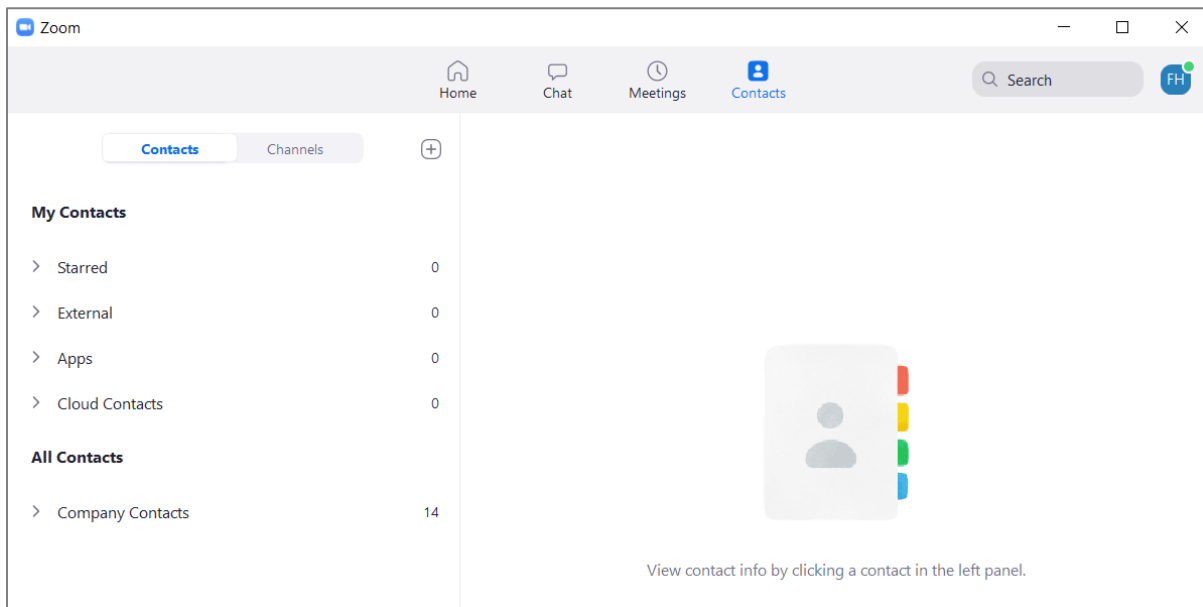 Zoom
Home Chat Meetings Contacts Search FH
Contacts Channels
My Contacts
Starred 0
External 0
Apps 0
Cloud Contacts 0
All Contacts
Company Contacts 14
View contact info by clicking a contact in the left panel.